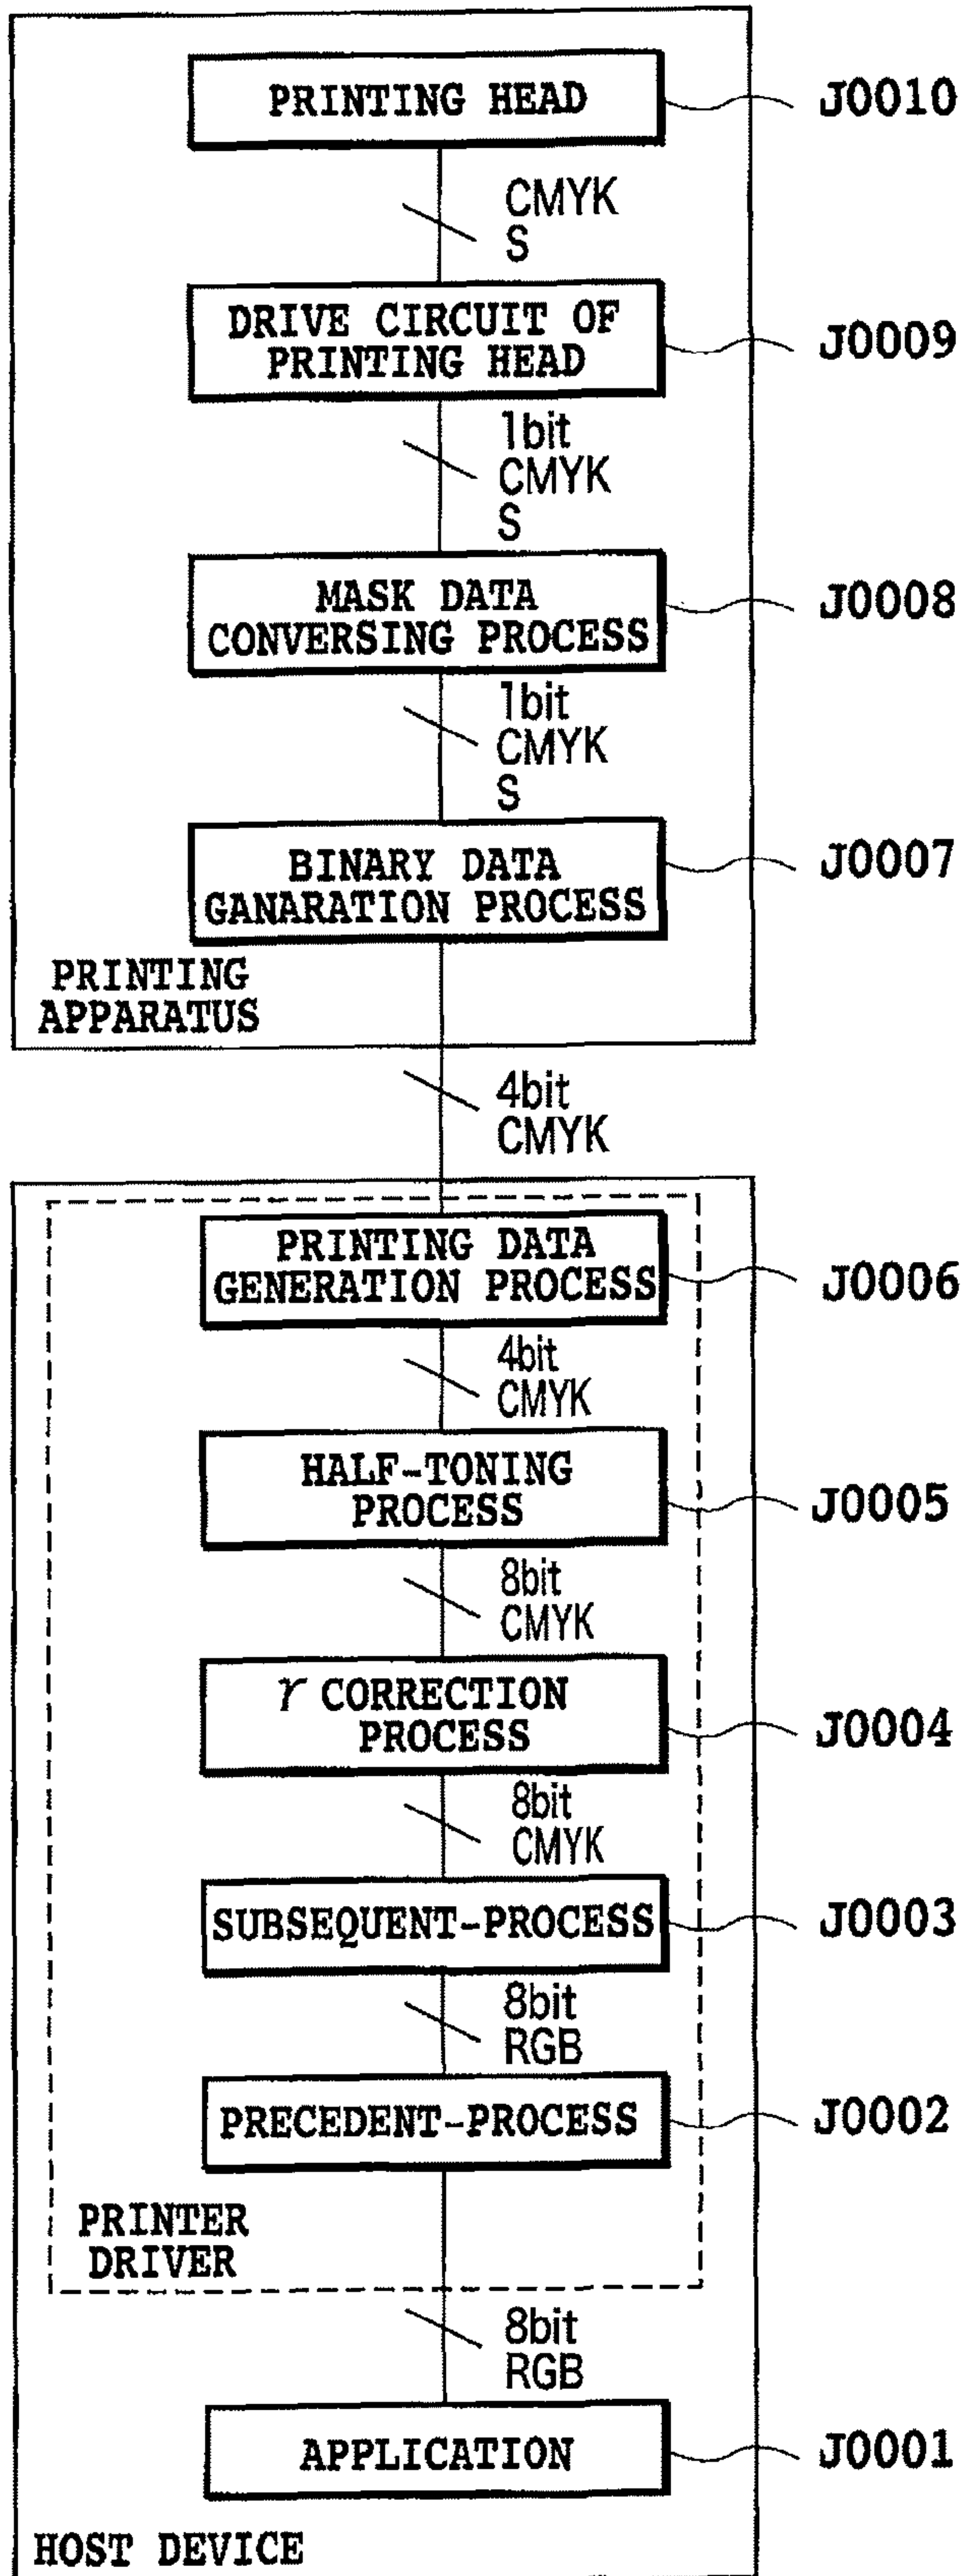 PRINTING HEAD
J0010
CMYK
S
DRIVE CIRCUIT OF
PRINTING HEAD
J0009
1bit
CMYK
S
MASK DATA
CONVERSING PROCESS
J0008
1bit
CMYK
S
BINARY DATA
GANARATION PROCESS
J0007
PRINTING
APPARATUS
4bit
CMYK
PRINTING DATA
GENERATION PROCESS
J0006
4bit
CMYK
HALF-TONING
PROCESS
J0005
8bit
CMYK
γ CORRECTION
PROCESS
J0004
8bit
CMYK
SUBSEQUENT-PROCESS
J0003
8bit
RGB
PRECEDENT-PROCESS
J0002
PRINTER
DRIVER
8bit
RGB
APPLICATION
J0001
HOST DEVICE